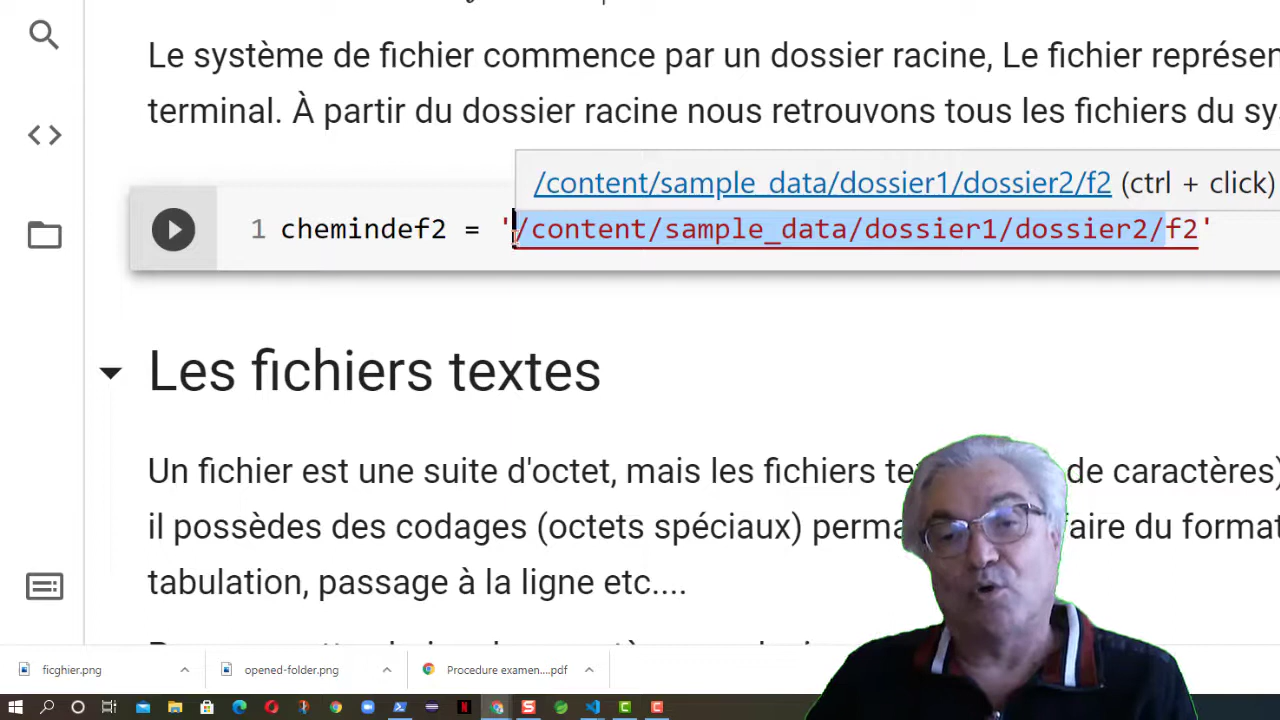 Le système de fichier commence par un dossier racine, Le fichier représen
terminal. À partir du dossier racine nous retrouvons tous les fichiers du sy
/content/sample_data/dossier1/dossier2/f2 (ctrl + click)
1 chemindef2 = '/content/sample_data/dossier1/dossier2/f2'
Les fichiers textes
Un fichier est une suite d'octet, mais les fichiers te de caractères)
il possèdes des codages (octets spéciaux) perma faire du format
tabulation, passage à la ligne etc....
ficghier.png
opened-folder.png
Procedure examen....pdf